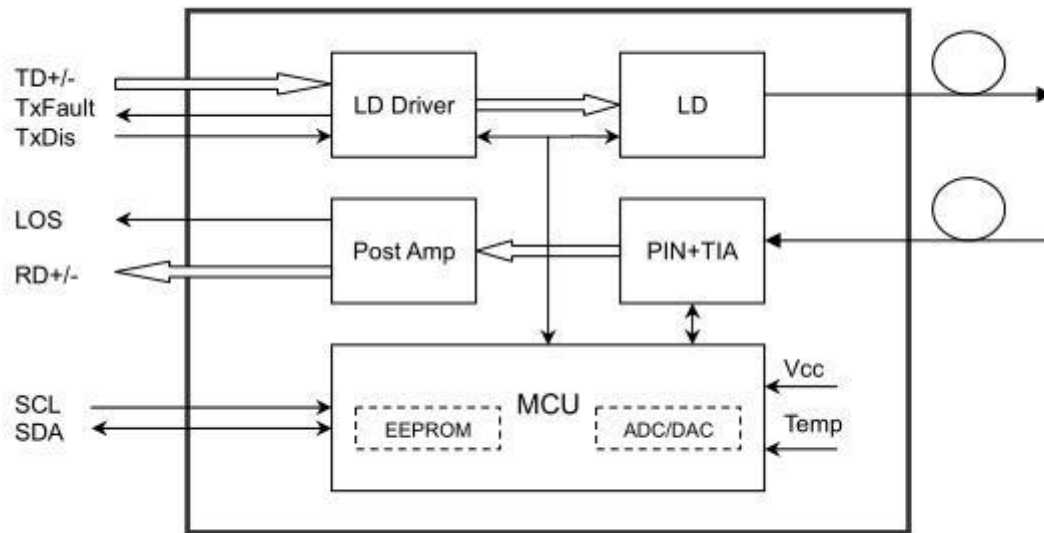 TD+/-
TxFault
TxDis
LD Driver
LD
LOS
RD+/-
Post Amp
PIN+TIA
SCL
SDA
MCU
EEPROM
ADC/DAC
Vcc
Temp